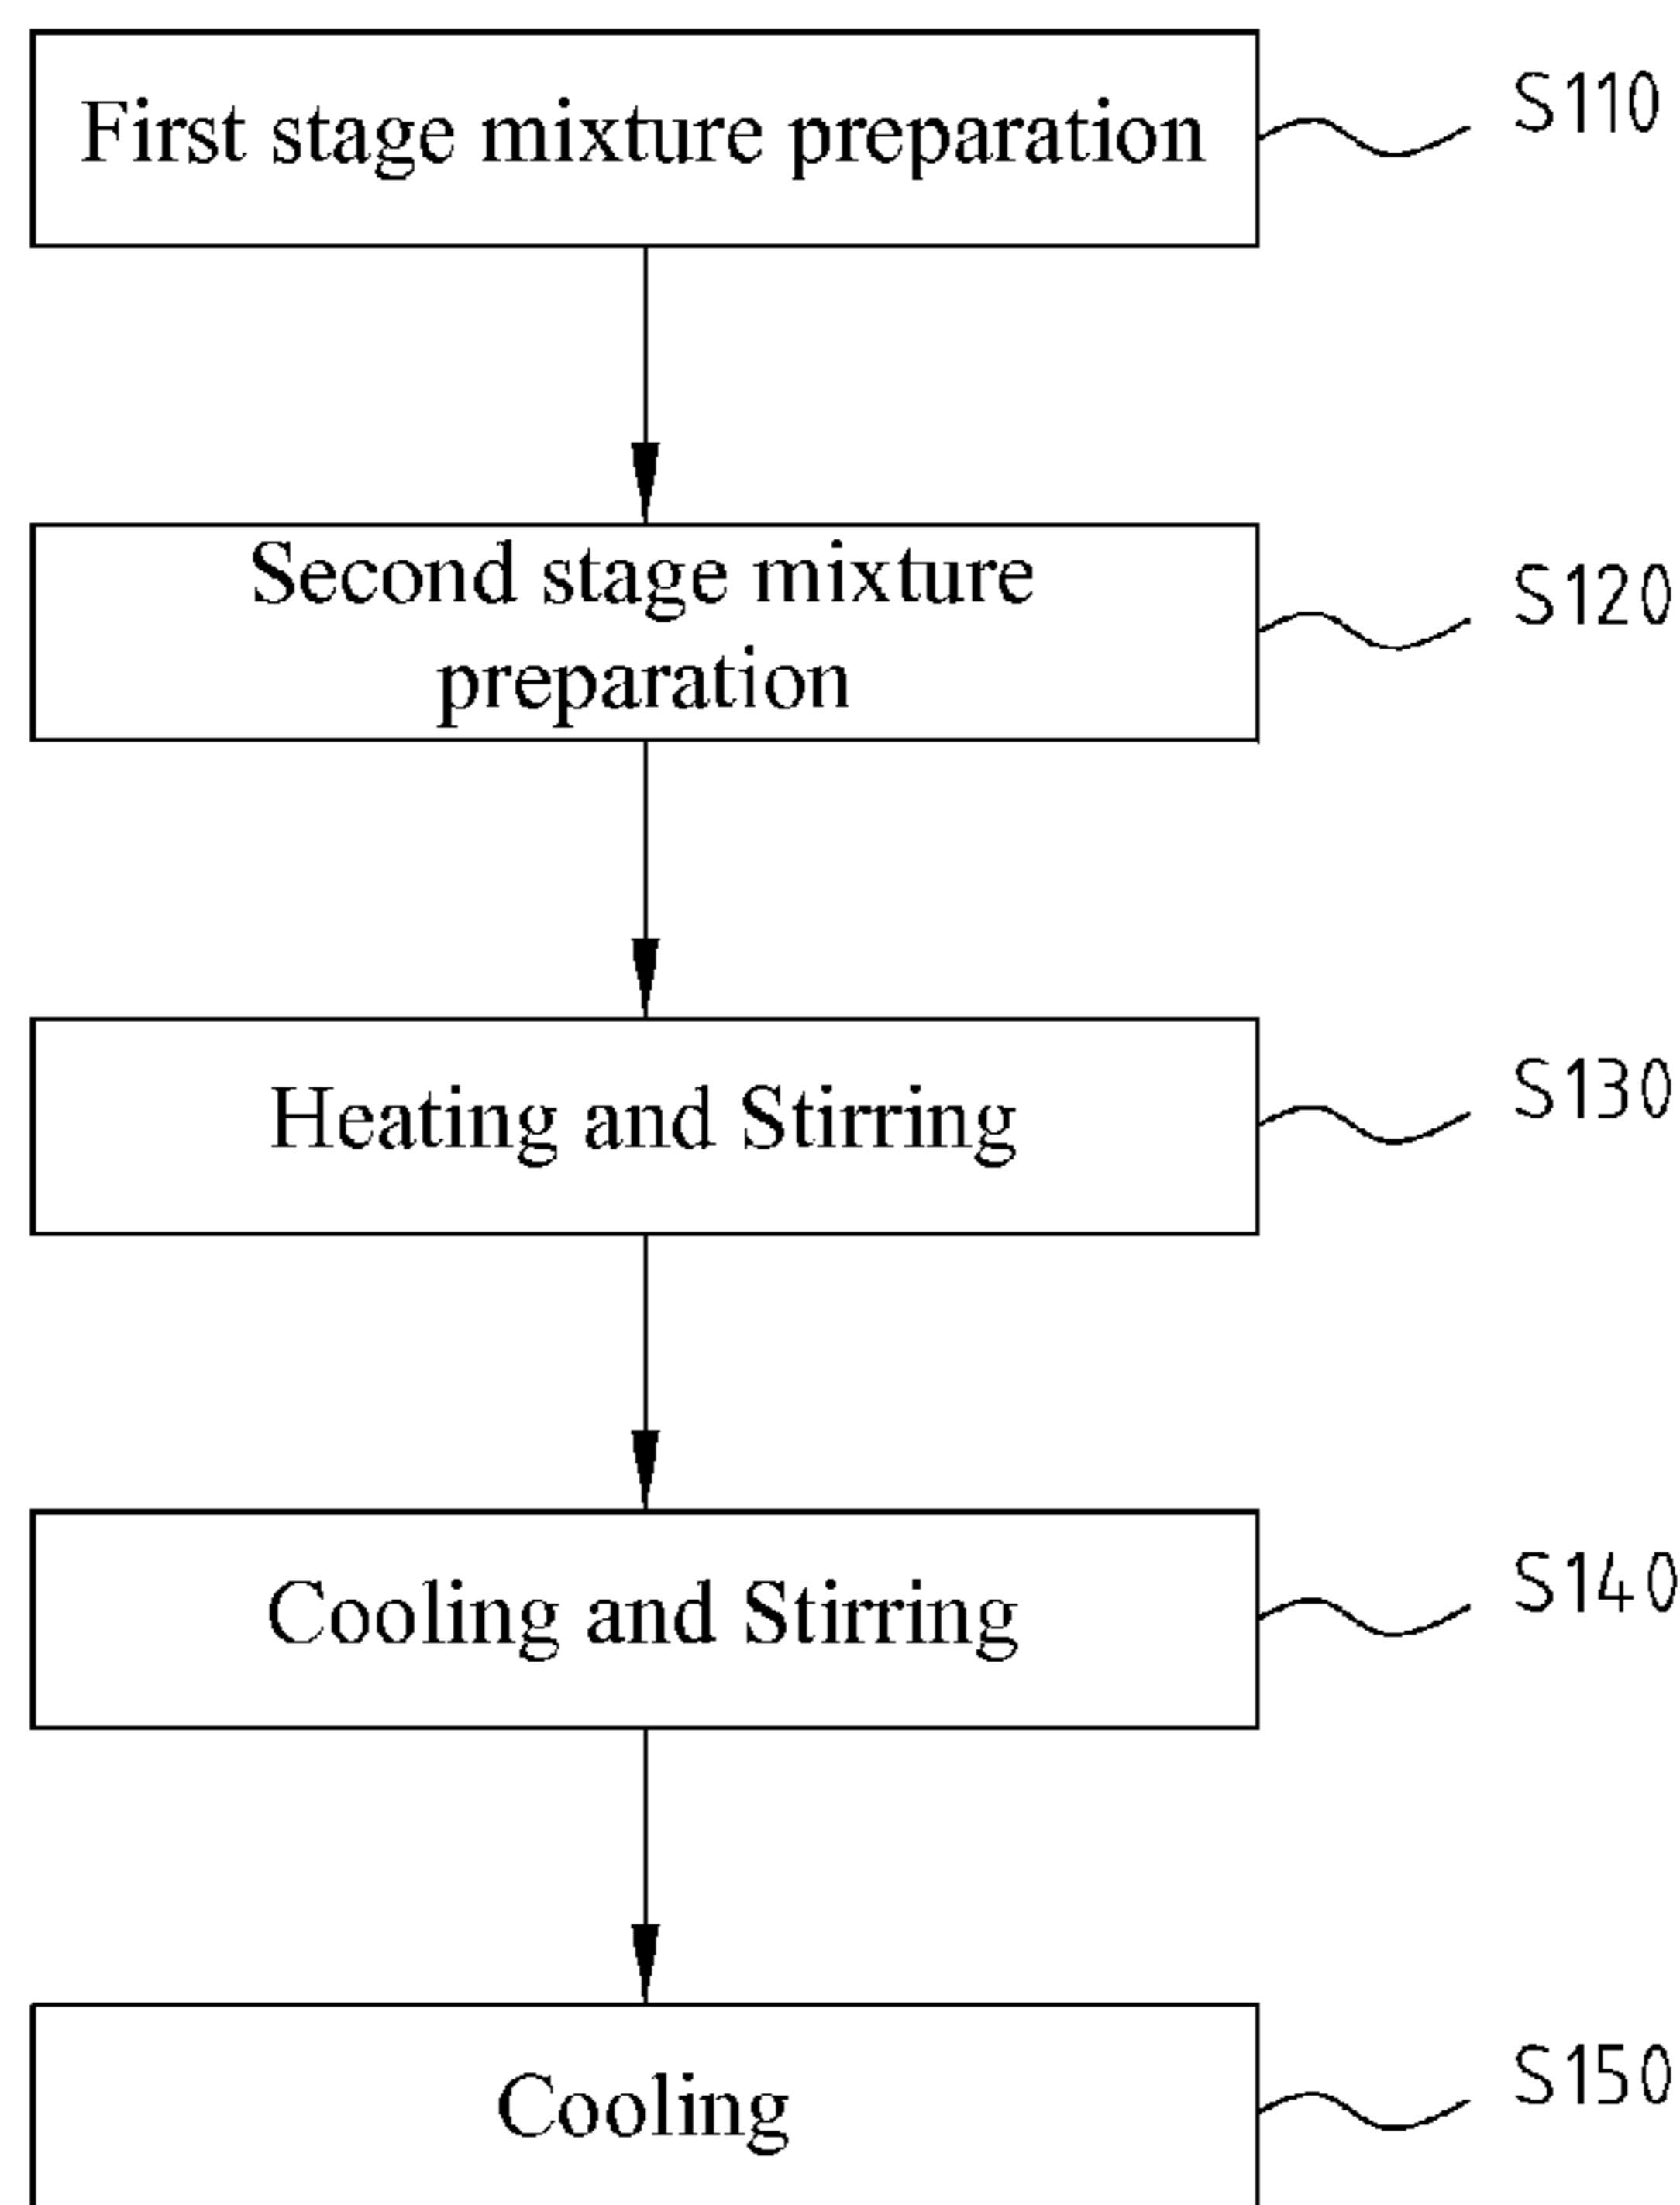 First stage mixture preparation
S110
Second stage mixture
preparation
S120
Heating and Stirring
S130
Cooling and Stirring
S140
Cooling
S150